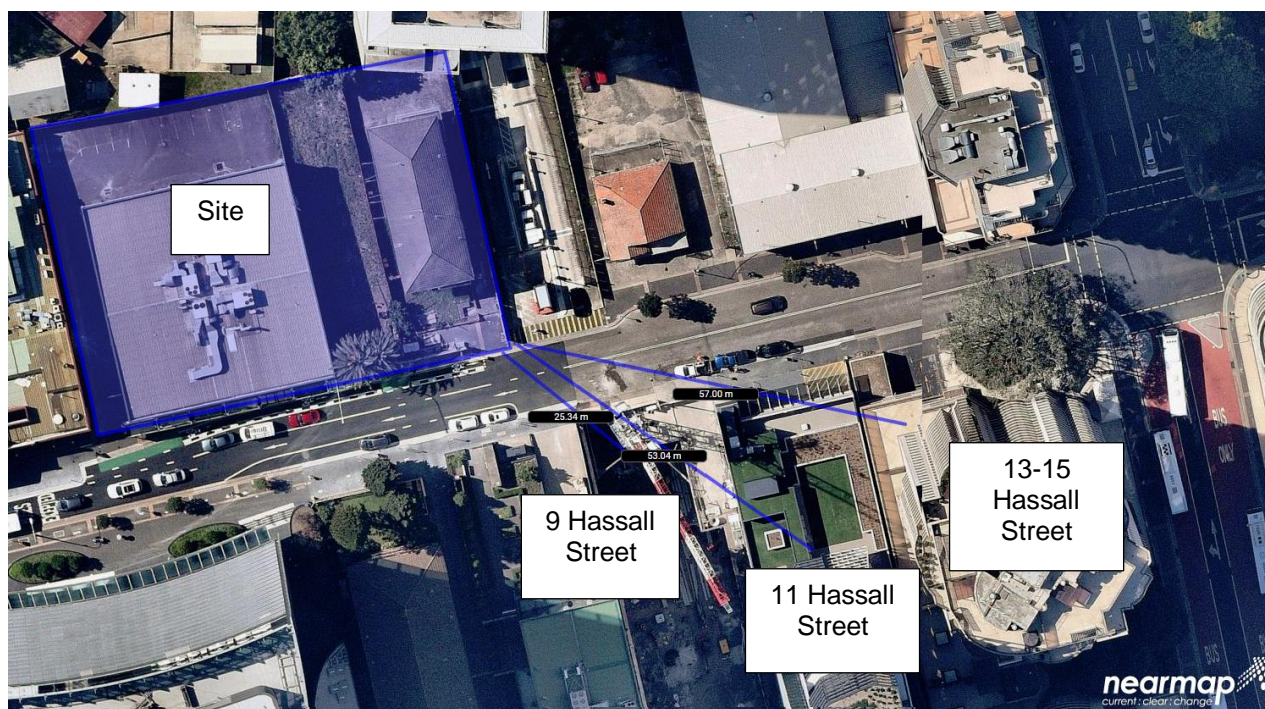 Site
57.00 m
25.34 m
53.04 m
9 Hassall
Street
11 Hassall
Street
13-15
Hassall
Street
BUS
ONLY
BUS
nearmap
current:clear:change